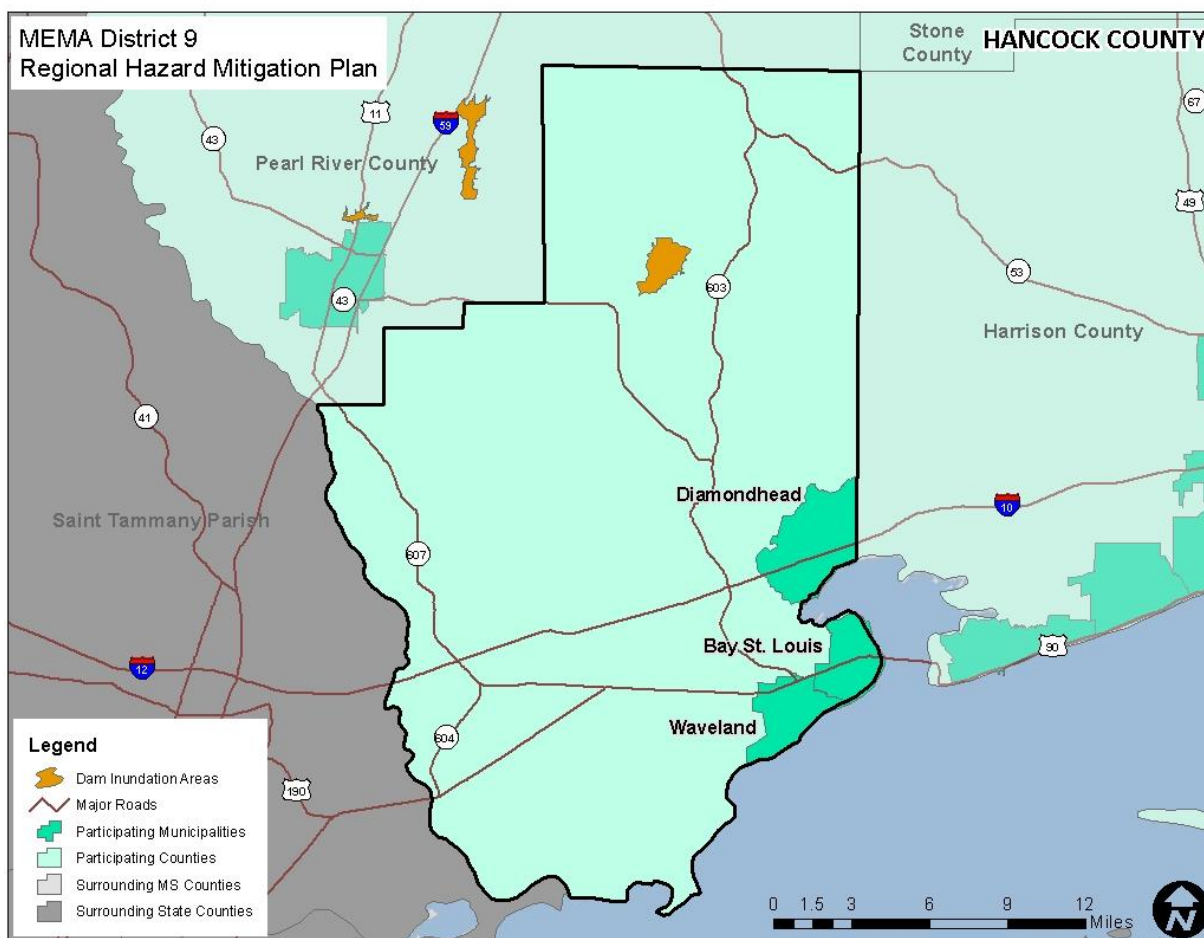 MEMA District 9
Regional Hazard Mitigation Plan
Stone
County
HANCOCK COUNTY
67
11
59
43
Pearl River County
49
53
43
603
Harrison County
41
Diamondhead
10
Saint Tammany Parish
607
Bay St. Louis
90
12
Waveland
604
190
Legend
Dam Inundation Areas
Major Roads
Participating Municipalities
Participating Counties
Surrounding MS Counties
Surrounding State Counties
0 1.5 3 6 9 12
Miles
N